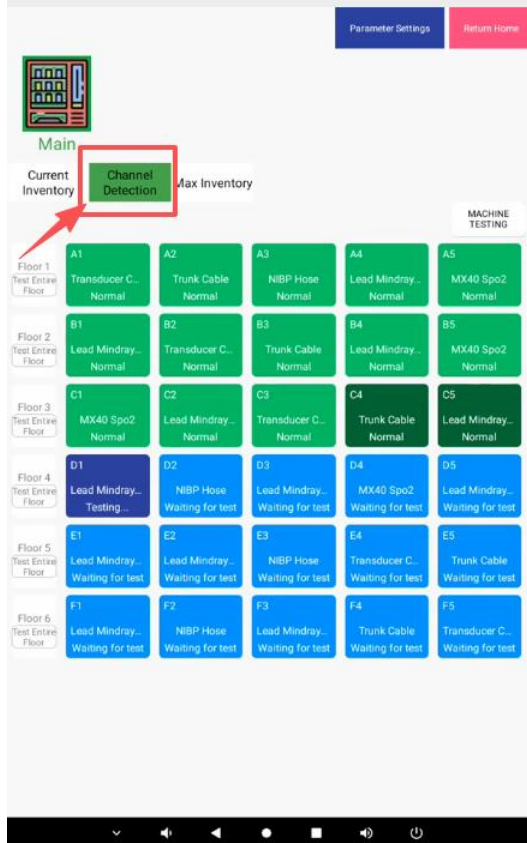 Parameter Settings
Return Home
Main
Current
Inventory
Channel
Detection
Max Inventory
MACHINE
TESTING
Floor 1
Test Entire
Floor
A1
Transducer C...
Normal
A2
Trunk Cable
Normal
A3
NIBP Hose
Normal
A4
Lead Mindray...
Normal
A5
MX40 Spo2
Normal
Floor 2
Test Entire
Floor
B1
Lead Mindray...
Normal
B2
Transducer C...
Normal
B3
Trunk Cable
Normal
B4
Lead Mindray...
Normal
B5
MX40 Spo2
Normal
Floor 3
Test Entire
Floor
C1
MX40 Spo2
Normal
C2
Lead Mindray...
Normal
C3
Transducer C...
Normal
C4
Trunk Cable
Normal
C5
Lead Mindray...
Normal
Floor 4
Test Entire
Floor
D1
Lead Mindray...
Testing...
D2
NIBP Hose
Waiting for test
D3
Lead Mindray...
Waiting for test
D4
MX40 Spo2
Waiting for test
D5
Lead Mindray...
Waiting for test
Floor 5
Test Entire
Floor
E1
Lead Mindray...
Waiting for test
E2
Lead Mindray...
Waiting for test
E3
NIBP Hose
Waiting for test
E4
Transducer C...
Waiting for test
E5
Trunk Cable
Waiting for test
Floor 6
Test Entire
Floor
F1
Lead Mindray...
Waiting for test
F2
NIBP Hose
Waiting for test
F3
Lead Mindray...
Waiting for test
F4
Trunk Cable
Waiting for test
F5
Transducer C...
Waiting for test